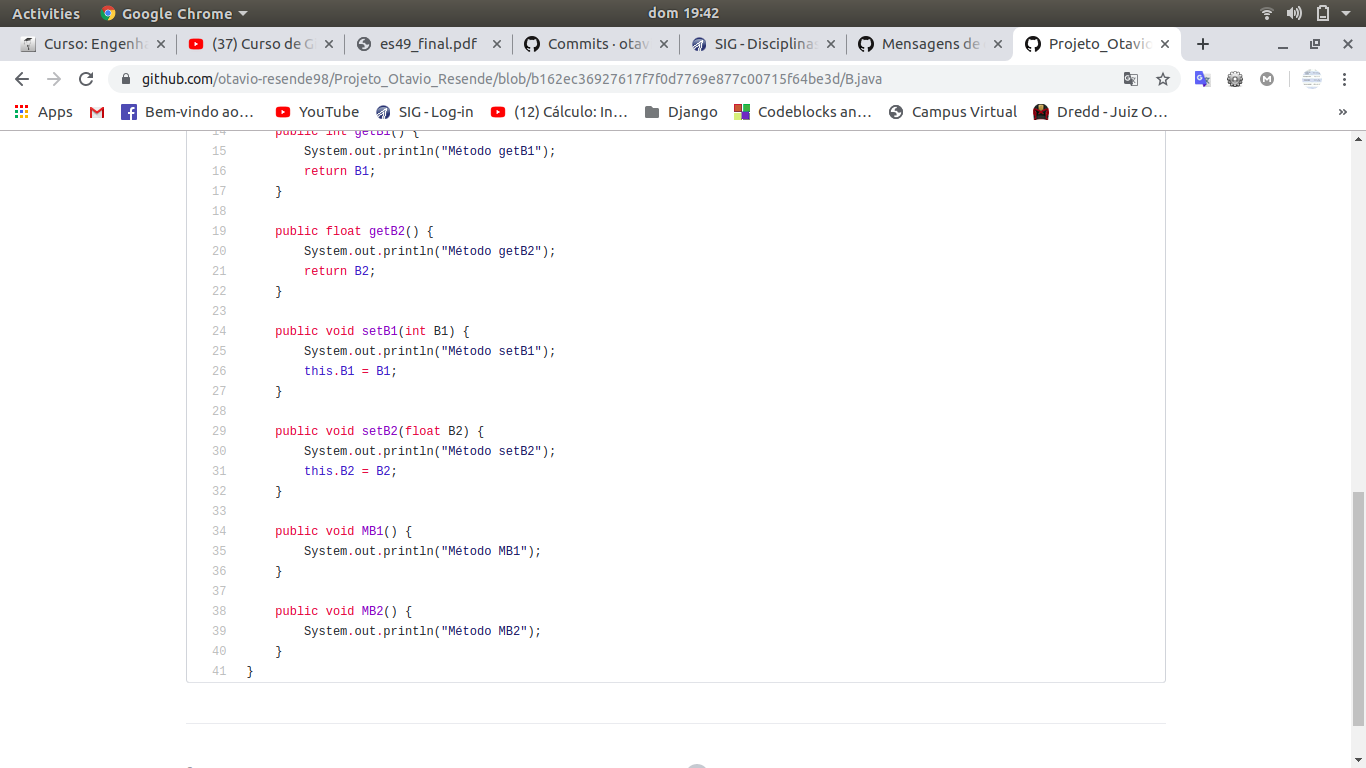 Activities Google Chrome dom 19:42
Curso: Engenha (37) Curso de G es49_final.pdf Commits · otav SIG - Disciplinas Mensagens de Projeto_Otavio
github.com/otavio-resende98/Projeto_Otavio_Resende/blob/b162ec36927617f7f0d7769e877c00715f64be3d/B.java
Apps Bem-vindo ao... YouTube SIG - Log-in (12) Cálculo: In... Django Codeblocks an... Campus Virtual Dredd - Juiz O... »
14 public int getB1() {
15 System.out.println("Método getB1");
16 return B1;
17 }
18
19 public float getB2() {
20 System.out.println("Método getB2");
21 return B2;
22 }
23
24 public void setB1(int B1) {
25 System.out.println("Método setB1");
26 this.B1 = B1;
27 }
28
29 public void setB2(float B2) {
30 System.out.println("Método setB2");
31 this.B2 = B2;
32 }
33
34 public void MB1() {
35 System.out.println("Método MB1");
36 }
37
38 public void MB2() {
39 System.out.println("Método MB2");
40 }
41 }